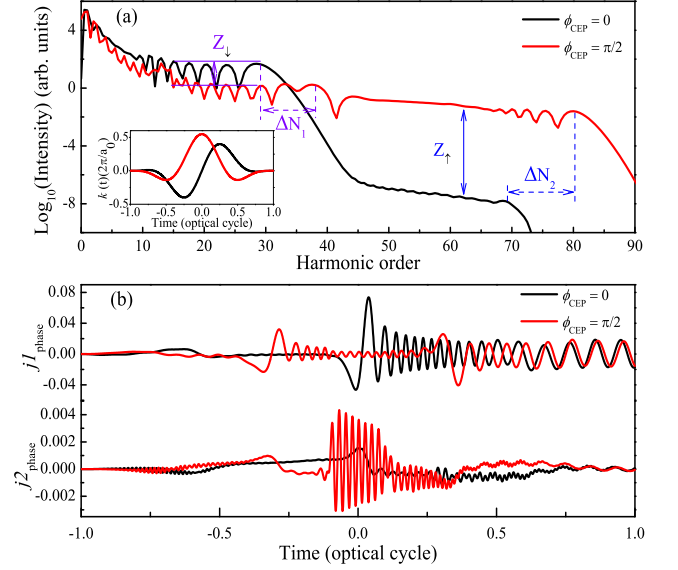 (a)
Z↓
ϕCEP = 0
ϕCEP = π/2
Log10(Intensity) (arb. units)
4
0
-4
-8
ΔN1
Z↑
ΔN2
k (t)(2π/a0)
0.5
0.0
-0.5
-1.0 -0.5 0.0 0.5 1.0
Time (optical cycle)
0 10 20 30 40 50 60 70 80 90
Harmonic order
(b)
ϕCEP = 0
ϕCEP = π/2
j1phase
0.08
0.04
0.00
-0.04
j2phase
0.004
0.002
0.000
-0.002
-1.0 -0.5 0.0 0.5 1.0
Time (optical cycle)